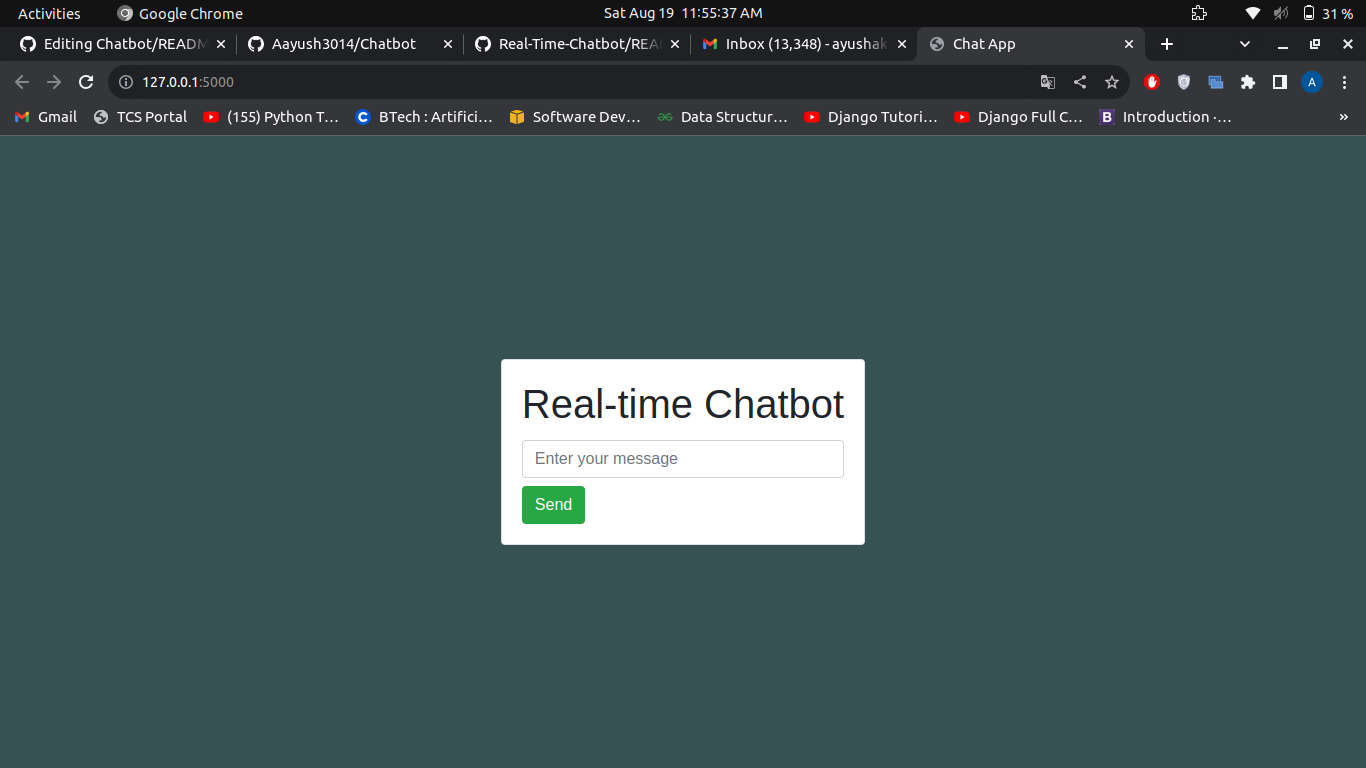 Activities Google Chrome Sat Aug 19 11:55:37 AM 31 %
Editing Chatbot/READM Aayush3014/Chatbot Real-Time-Chatbot/REA Inbox (13,348) - ayushak Chat App
127.0.0.1:5000 A
Gmail TCS Portal (155) Python T… BTech : Artifici… Software Dev… Data Structur… Django Tutori… Django Full C… B Introduction ·… »
Real-time Chatbot
Enter your message
Send